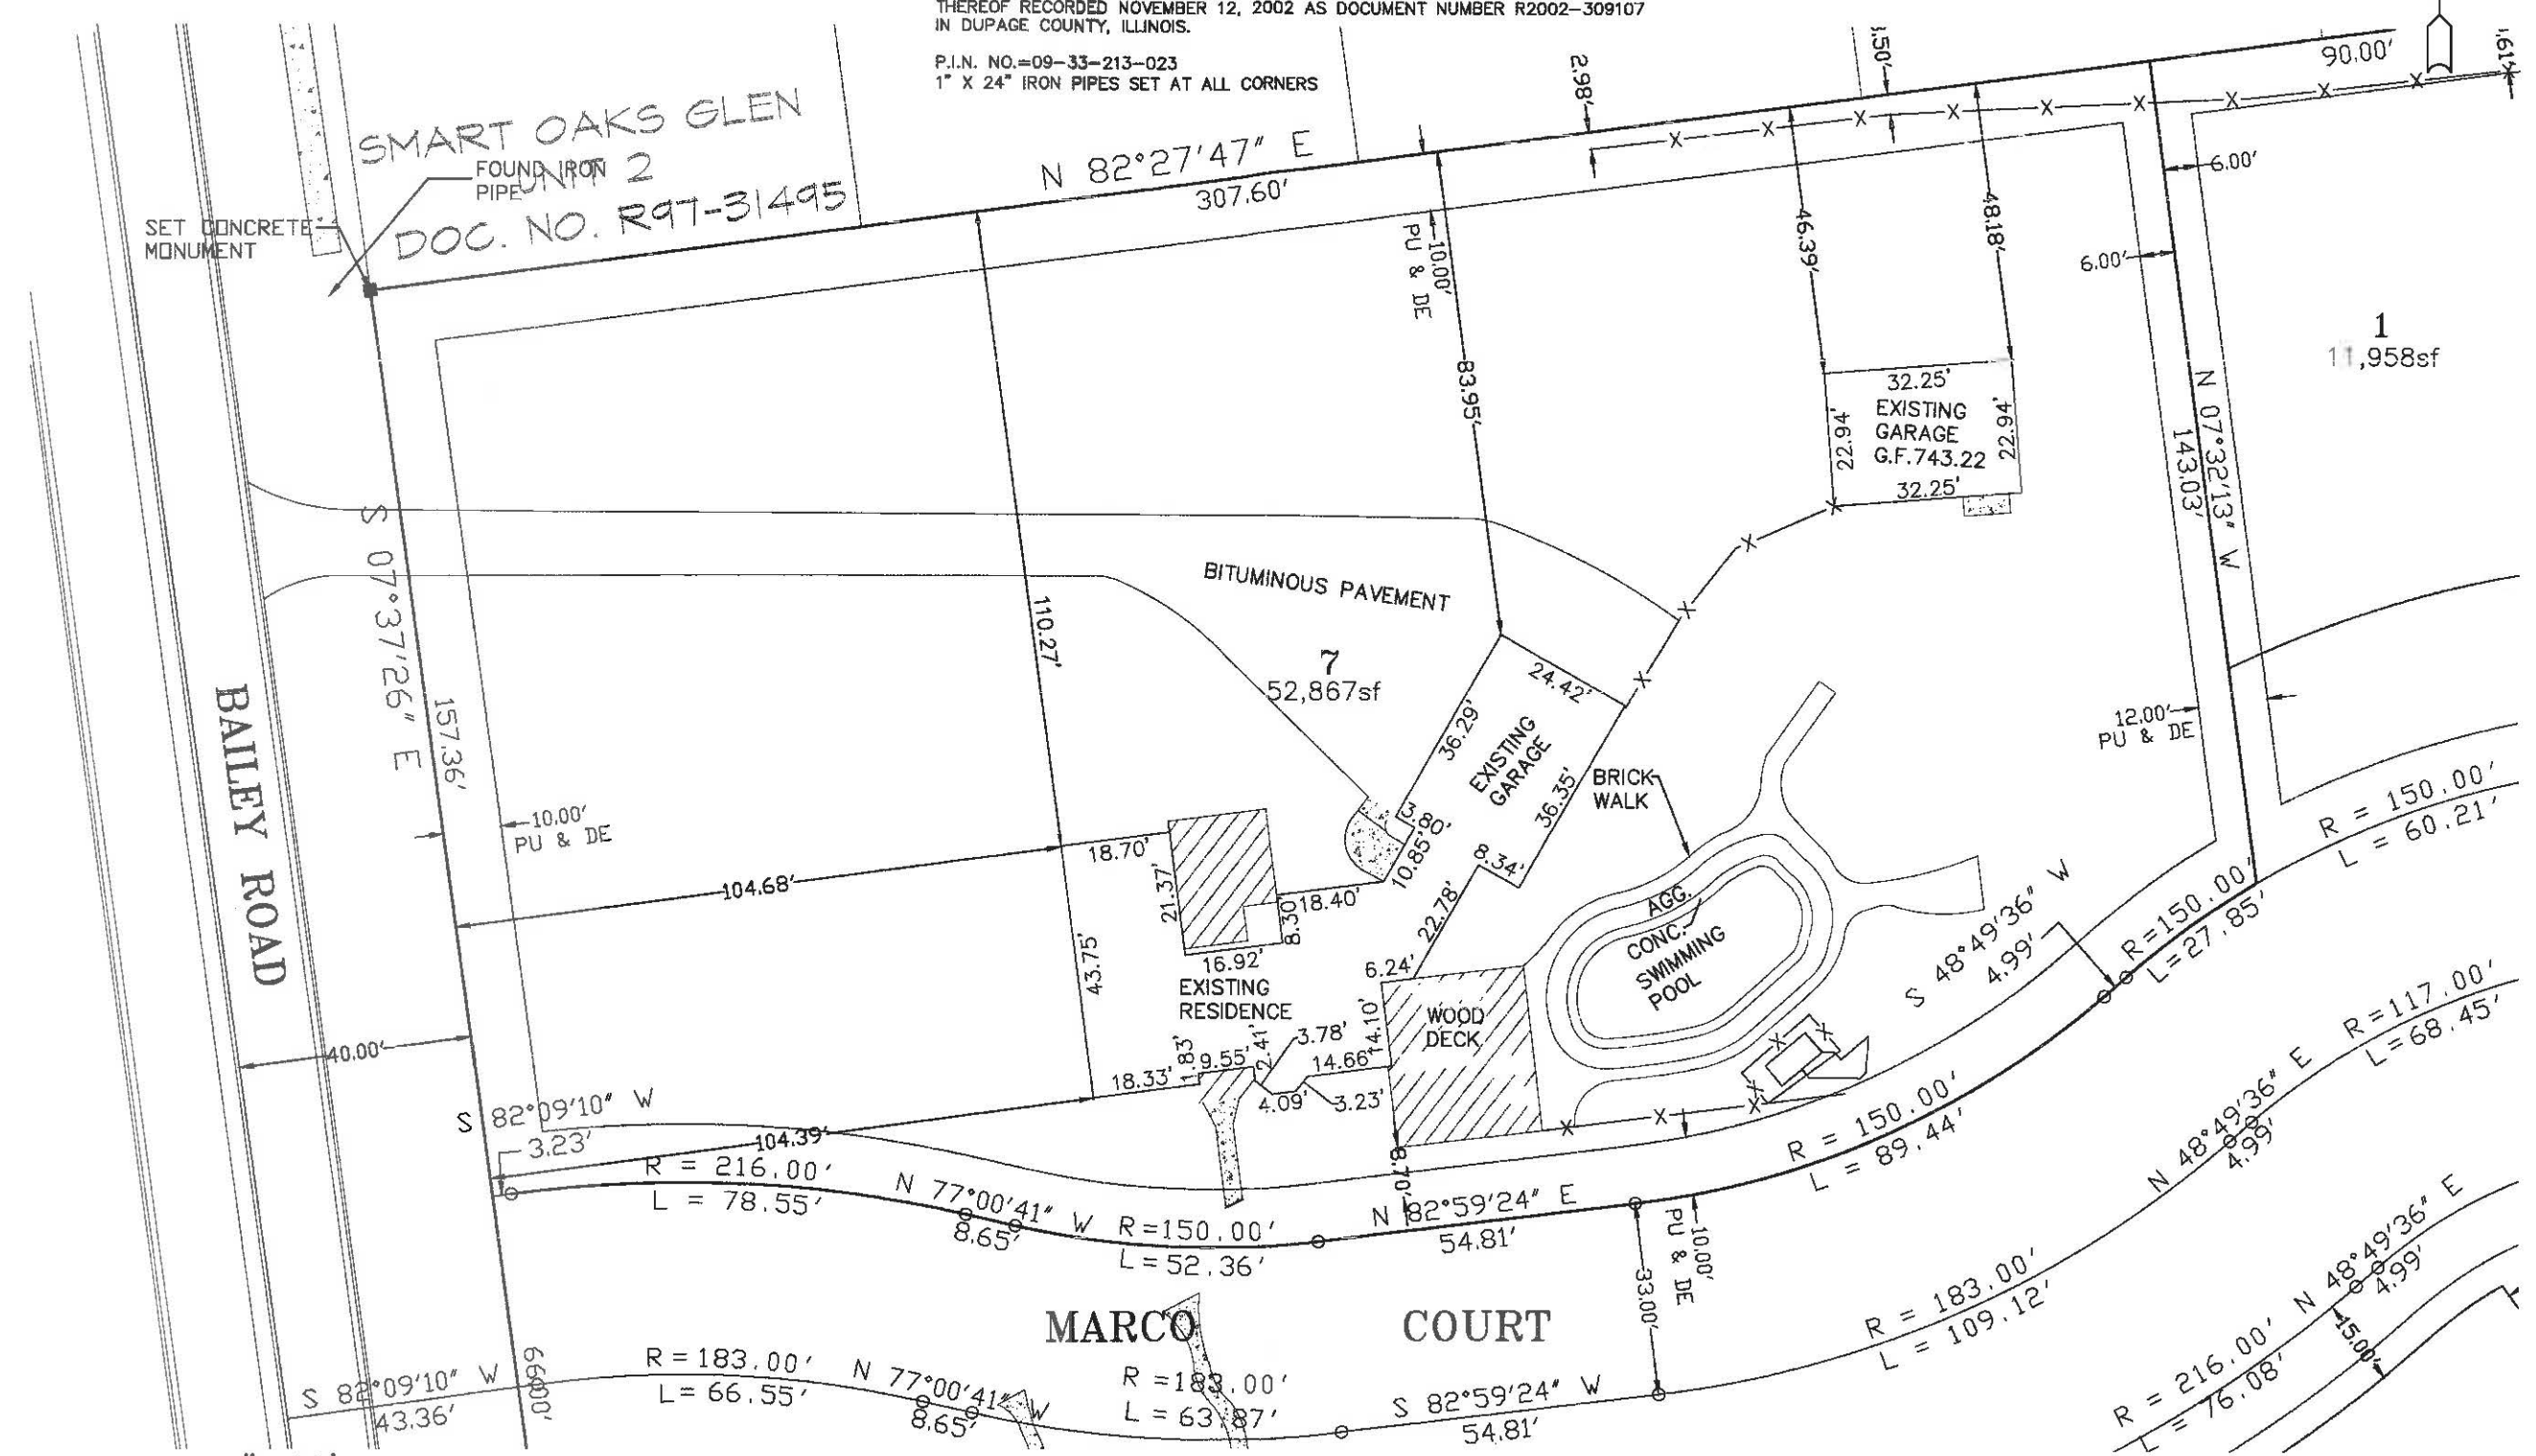 THEREOF RECORDED NOVEMBER 12, 2002 AS DOCUMENT NUMBER R2002-309107
IN DUPAGE COUNTY, ILLINOIS.
P.I.N. NO.=09-33-213-023
1" X 24" IRON PIPES SET AT ALL CORNERS
SMART OAKS GLEN
UNIT 2
DOC. NO. R97-31495
FOUND IRON
PIPE
SET CONCRETE
MONUMENT
N 82°27'47" E
307.60'
2.98'
.50'
90.00'
.61'
6.00'
6.00'
10.00'
PU & DE
83.95'
46.39'
48.18'
32.25'
EXISTING
GARAGE
G.F.743.22
32.25'
22.94'
22.94'
1
11,958sf
N 07°32'13" W
143.03'
S 07°37'26" E
157.36'
BITUMINOUS PAVEMENT
7
52,867sf
110.27'
24.42'
36.29'
EXISTING
GARAGE
36.35'
3.80'
10.85'
8.34'
22.78'
BRICK
WALK
12.00'
PU & DE
BAILEY ROAD
10.00'
PU & DE
104.68'
18.70'
21.37'
18.40'
8.30'
16.92'
EXISTING
RESIDENCE
43.75'
6.24'
14.10'
WOOD
DECK
AGG.
CONC.
SWIMMING
POOL
R = 150.00'
L = 60.21'
R=150.00'
L=27.85'
S 48°49'36" W
4.99'
R=117.00'
L=68.45'
40.00'
18.33'
1.83'
9.55'
2.41'
3.78'
14.66'
4.09'
3.23'
S 82°09'10" W
3.23'
104.39'
R = 216.00'
L = 78.55'
N 77°00'41" W
8.65'
R=150.00'
L=52.36'
8.70'
N 82°59'24" E
54.81'
R = 150.00'
L = 89.44'
N 48°49'36" E
4.99'
10.00'
PU & DE
33.00'
MARCO COURT
R = 183.00'
L = 109.12'
N 48°49'36" E
4.99'
15.00'
R = 216.00'
L = 76.08'
S 82°09'10" W
43.36'
66.00'
R=183.00'
L= 66.55'
N 77°00'41" W
8.65'
R =183.00'
L = 63.87'
S 82°59'24" W
54.81'